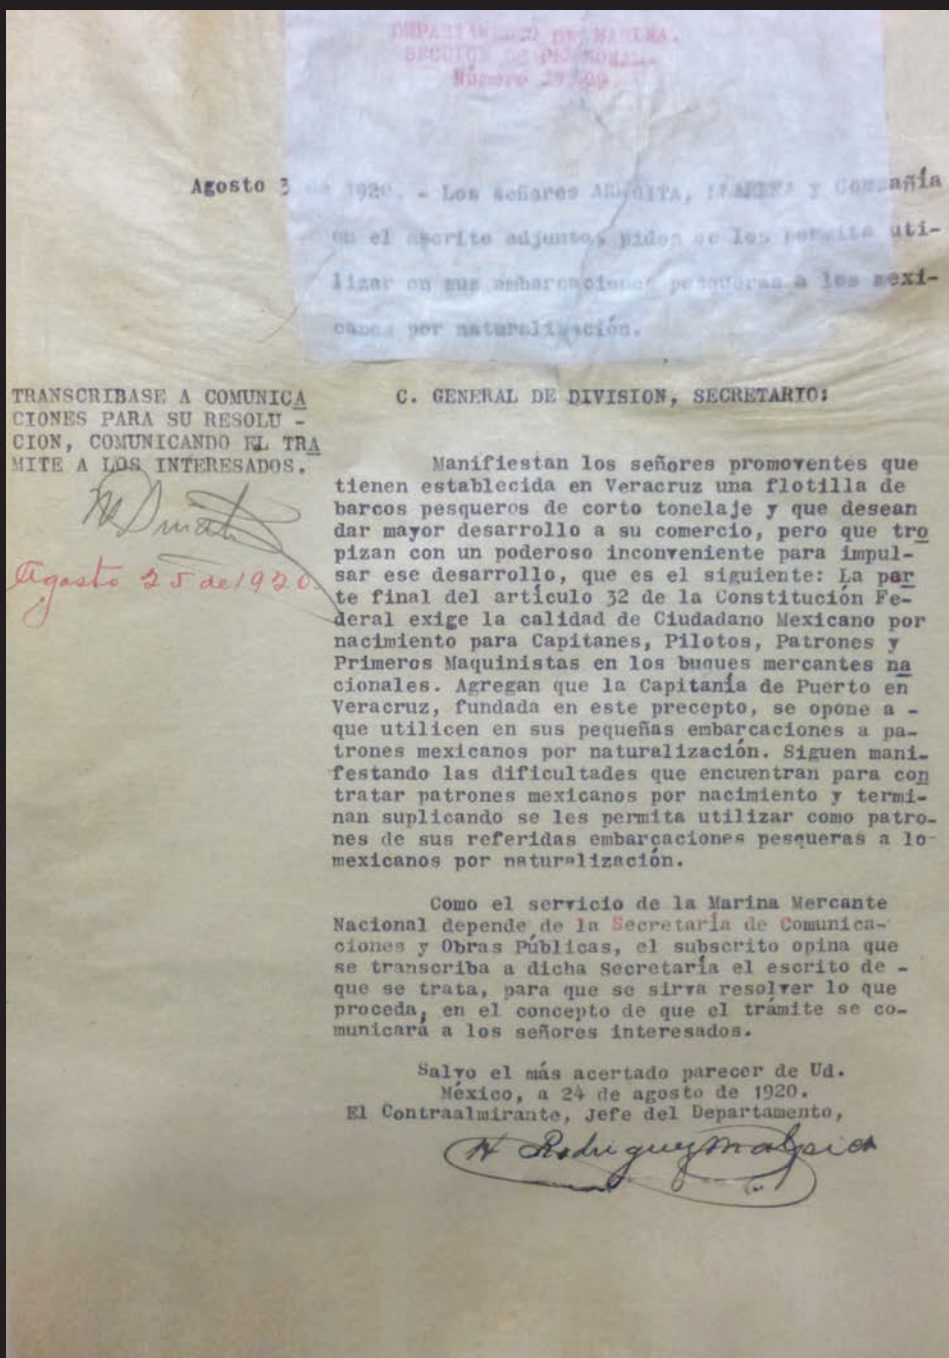 DEPARTAMENTO DE MARINA.
SECCION DE PERSONAL.
Número
Agosto 3 de 1920. - Los señores Y Compañía
en el escrito adjunto, piden se les permita uti-
lizar en sus embarcaciones pesqueras a los mexi-
canos por naturalización.
TRANSCRIBASE A COMUNICA
CIONES PARA SU RESOLU -
CION, COMUNICANDO EL TRA
MITE A LOS INTERESADOS.
Agosto 25 de 1920.
C. GENERAL DE DIVISION, SECRETARIO:
Manifiestan los señores promoventes que
tienen establecida en Veracruz una flotilla de
barcos pesqueros de corto tonelaje y que desean
dar mayor desarrollo a su comercio, pero que tro
pizan con un poderoso inconveniente para impul-
sar ese desarrollo, que es el siguiente: La par
te final del artículo 32 de la Constitución Fe-
deral exige la calidad de Ciudadano Mexicano por
nacimiento para Capitanes, Pilotos, Patrones y
Primeros Maquinistas en los buques mercantes na
cionales. Agregan que la Capitanía de Puerto en
Veracruz, fundada en este precepto, se opone a -
que utilicen en sus pequeñas embarcaciones a pa-
trones mexicanos por naturalización. Siguen mani-
festando las dificultades que encuentran para con
tratar patrones mexicanos por nacimiento y termi-
nan suplicando se les permita utilizar como patro-
nes de sus referidas embarcaciones pesqueras a lo
mexicanos por naturalización.
Como el servicio de la Marina Mercante
Nacional depende de la Secretaría de Comunica-
ciones y Obras Públicas, el subscrito opina que
se transcriba a dicha Secretaría el escrito de -
que se trata, para que se sirva resolver lo que
proceda, en el concepto de que el trámite se co-
municará a los señores interesados.
Salvo el más acertado parecer de Ud.
México, a 24 de agosto de 1920.
El Contraalmirante, Jefe del Departamento,
H Rodriguez Malpica